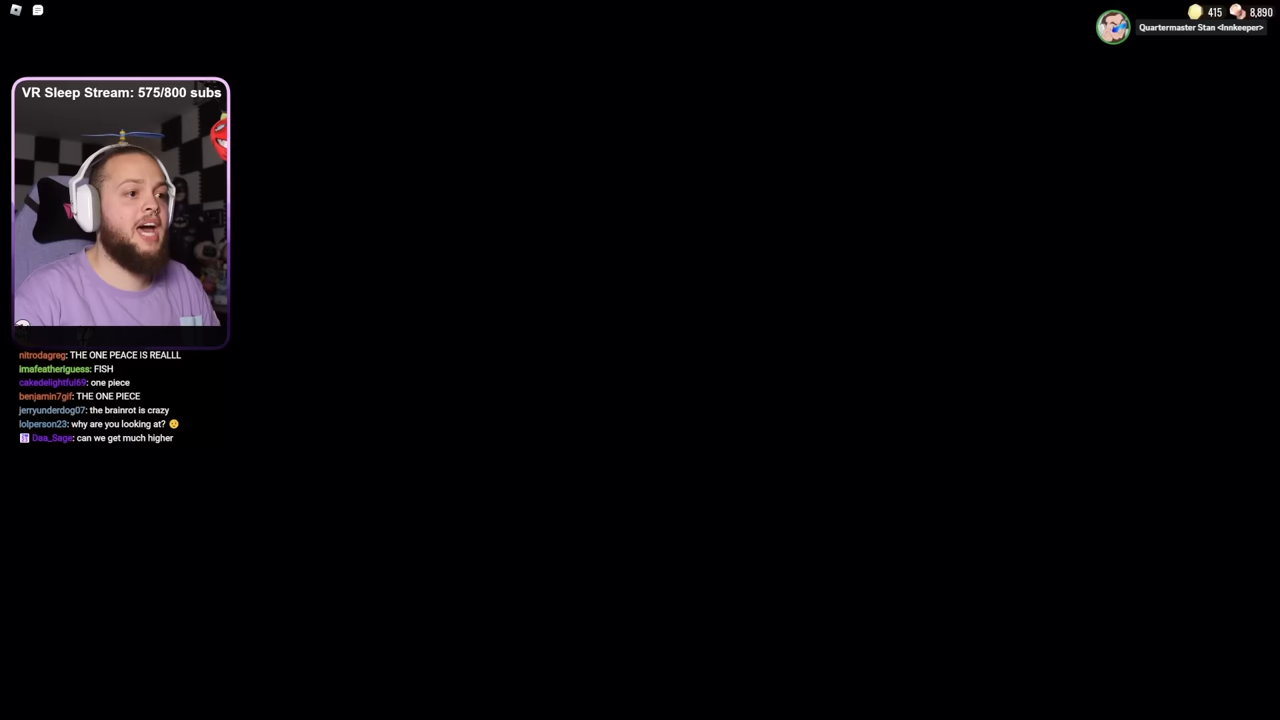 415 8,890
Quartermaster Stan <Innkeeper>
VR Sleep Stream: 575/800 subs
nitrodagreg: THE ONE PEACE IS REALLL
imafeatheriguess: FISH
cakedelightful69: one piece
benjamin7gif: THE ONE PIECE
jerryunderdog07: the brainrot is crazy
lolperson23: why are you looking at? 🤨
Daa_Sage: can we get much higher